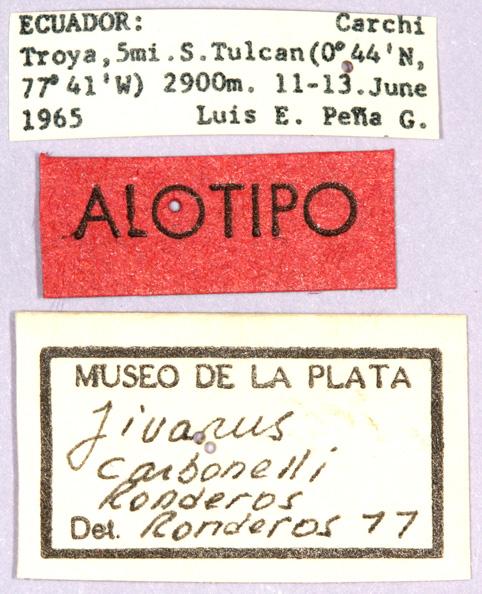 ECUADOR: Carchi
Troya,5mi.S.Tulcan(0°44'N,
77°41'W) 2900m. 11-13.June
1965 Luis E. Peña G.
ALOTIPO
MUSEO DE LA PLATA
Jivarus
carbonelli
Ronderos
Det. Ronderos 77